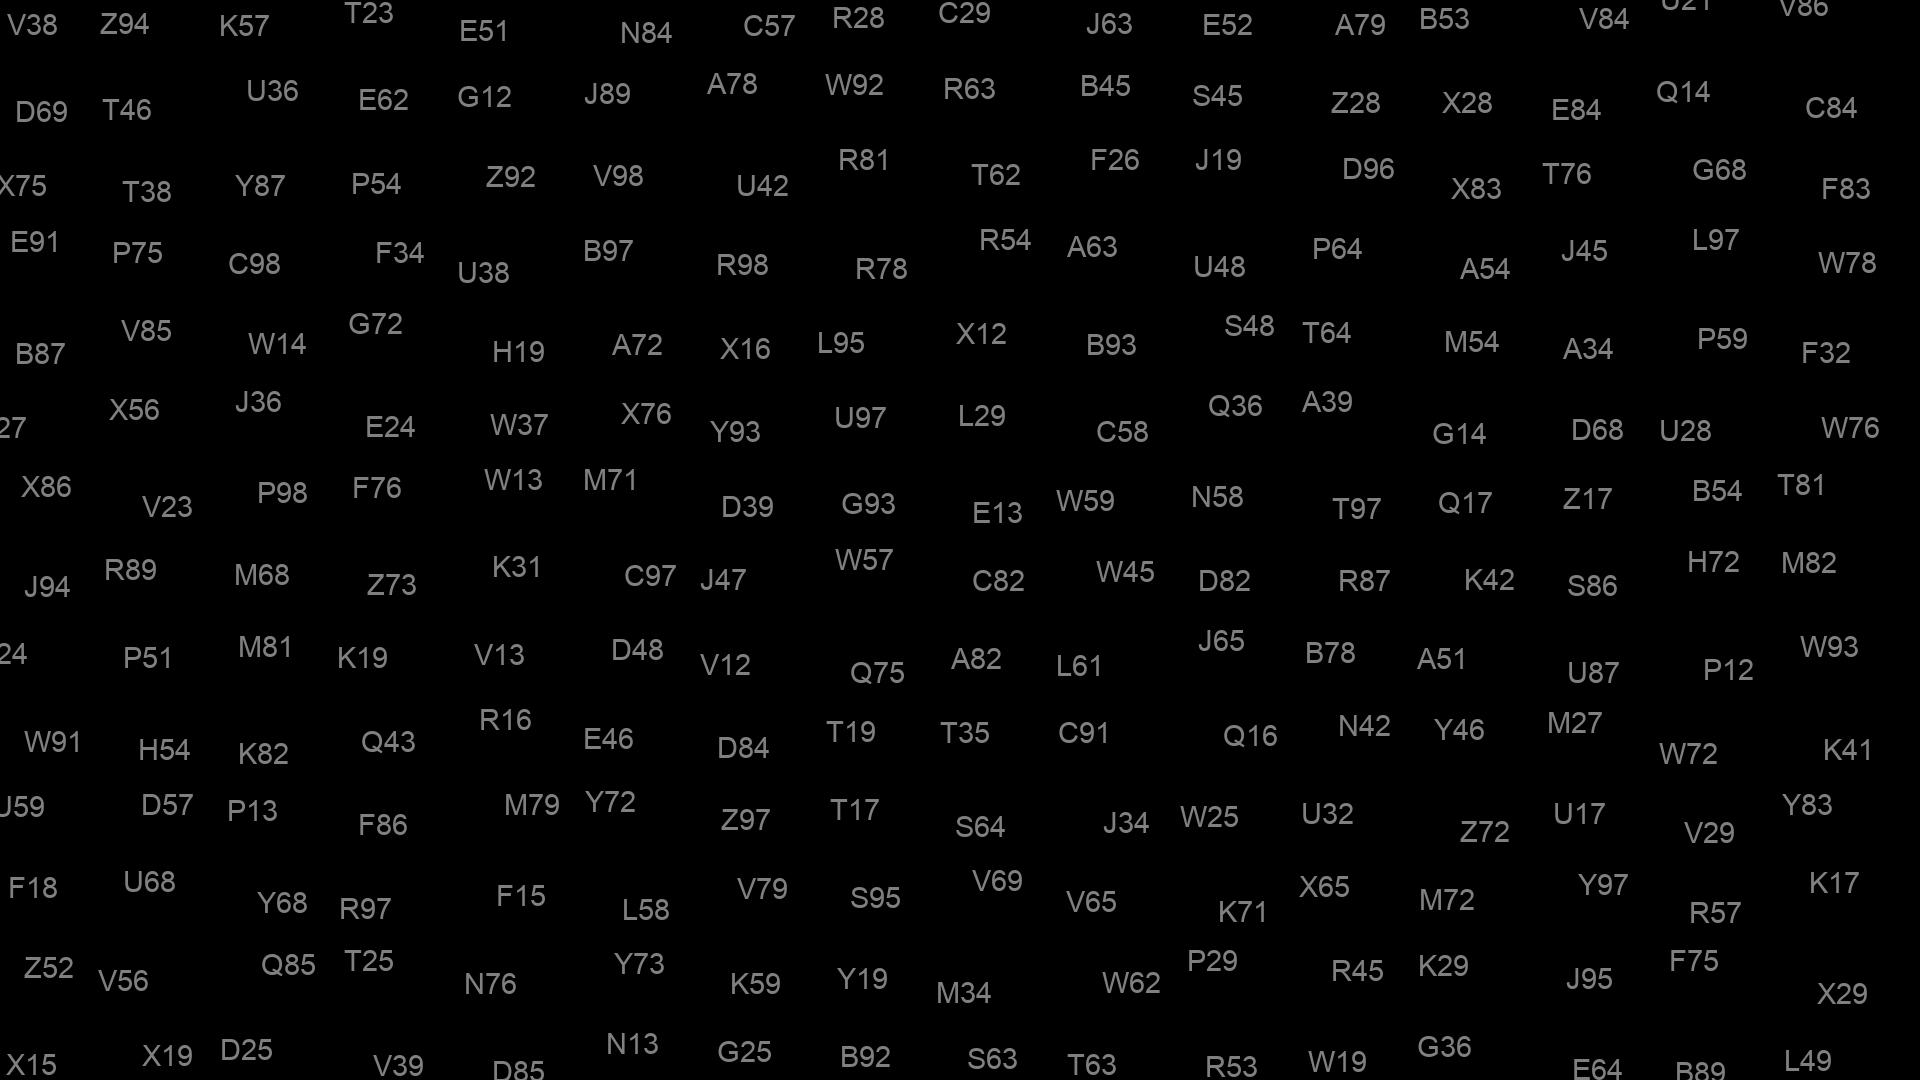 V38 Z94 K57 T23 E51 N84 C57 R28 C29 J63 E52 A79 B53 V84 U21 V86
D69 T46 U36 E62 G12 J89 A78 W92 R63 B45 S45 Z28 X28 E84 Q14 C84
X75 T38 Y87 P54 Z92 V98 U42 R81 T62 F26 J19 D96 X83 T76 G68 F83
E91 P75 C98 F34 U38 B97 R98 R78 R54 A63 U48 P64 A54 J45 L97 W78
B87 V85 W14 G72 H19 A72 X16 L95 X12 B93 S48 T64 M54 A34 P59 F32
27 X56 J36 E24 W37 X76 Y93 U97 L29 C58 Q36 A39 G14 D68 U28 W76
X86 V23 P98 F76 W13 M71 D39 G93 E13 W59 N58 T97 Q17 Z17 B54 T81
J94 R89 M68 Z73 K31 C97 J47 W57 C82 W45 D82 R87 K42 S86 H72 M82
24 P51 M81 K19 V13 D48 V12 Q75 A82 L61 J65 B78 A51 U87 P12 W93
W91 H54 K82 Q43 R16 E46 D84 T19 T35 C91 Q16 N42 Y46 M27 W72 K41
U59 D57 P13 F86 M79 Y72 Z97 T17 S64 J34 W25 U32 Z72 U17 V29 Y83
F18 U68 Y68 R97 F15 L58 V79 S95 V69 V65 K71 X65 M72 Y97 R57 K17
Z52 V56 Q85 T25 N76 Y73 K59 Y19 M34 W62 P29 R45 K29 J95 F75 X29
X15 X19 D25 V39 D85 N13 G25 B92 S63 T63 R53 W19 G36 E64 B89 L49